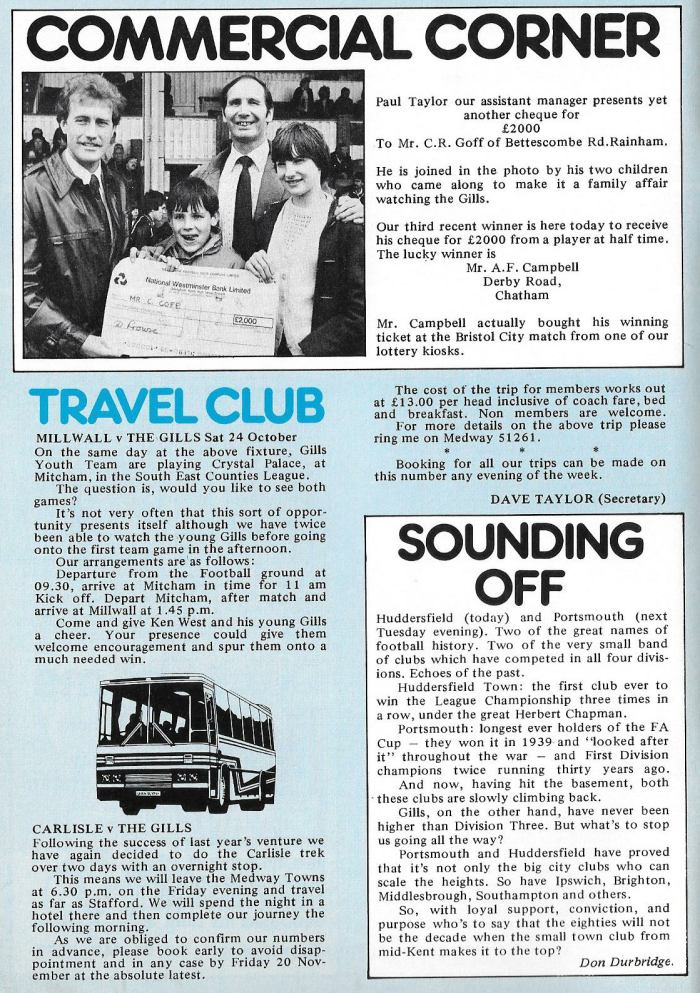 COMMERCIAL CORNER
National Westminster Bank Limited
MR C. GOFF
£2,000
Paul Taylor our assistant manager presents yet
another cheque for
£2000
To Mr. C.R. Goff of Bettescombe Rd.Rainham.
He is joined in the photo by his two children
who came along to make it a family affair
watching the Gills.
Our third recent winner is here today to receive
his cheque for £2000 from a player at half time.
The lucky winner is
Mr. A.F. Campbell
Derby Road,
Chatham
Mr. Campbell actually bought his winning
ticket at the Bristol City match from one of our
lottery kiosks.
TRAVEL CLUB
MILLWALL v THE GILLS Sat 24 October
On the same day at the above fixture, Gills
Youth Team are playing Crystal Palace, at
Mitcham, in the South East Counties League.
The question is, would you like to see both
games?
It's not very often that this sort of oppor-
tunity presents itself although we have twice
been able to watch the young Gills before going
onto the first team game in the afternoon.
Our arrangements are as follows:
Departure from the Football ground at
09.30, arrive at Mitcham in time for 11 am
Kick off. Depart Mitcham, after match and
arrive at Millwall at 1.45 p.m.
Come and give Ken West and his young Gills
a cheer. Your presence could give them
welcome encouragement and spur them onto a
much needed win.
CARLISLE v THE GILLS
Following the success of last year's venture we
have again decided to do the Carlisle trek
over two days with an overnight stop.
This means we will leave the Medway Towns
at 6.30 p.m. on the Friday evening and travel
as far as Stafford. We will spend the night in a
hotel there and then complete our journey the
following morning.
As we are obliged to confirm our numbers
in advance, please book early to avoid disap-
pointment and in any case by Friday 20 Nov-
ember at the absolute latest.
The cost of the trip for members works out
at £13.00 per head inclusive of coach fare, bed
and breakfast. Non members are welcome.
For more details on the above trip please
ring me on Medway 51261.
* * *
Booking for all our trips can be made on
this number any evening of the week.
DAVE TAYLOR (Secretary)
SOUNDING
OFF
Huddersfield (today) and Portsmouth (next
Tuesday evening). Two of the great names of
football history. Two of the very small band
of clubs which have competed in all four divis-
ions. Echoes of the past.
Huddersfield Town: the first club ever to
win the League Championship three times in
a row, under the great Herbert Chapman.
Portsmouth: longest ever holders of the FA
Cup — they won it in 1939 and "looked after
it" throughout the war — and First Division
champions twice running thirty years ago.
And now, having hit the basement, both
these clubs are slowly climbing back.
Gills, on the other hand, have never been
higher than Division Three. But what's to stop
us going all the way?
Portsmouth and Huddersfield have proved
that it's not only the big city clubs who can
scale the heights. So have Ipswich, Brighton,
Middlesbrough, Southampton and others.
So, with loyal support, conviction, and
purpose who's to say that the eighties will not
be the decade when the small town club from
mid-Kent makes it to the top?
Don Durbridge.